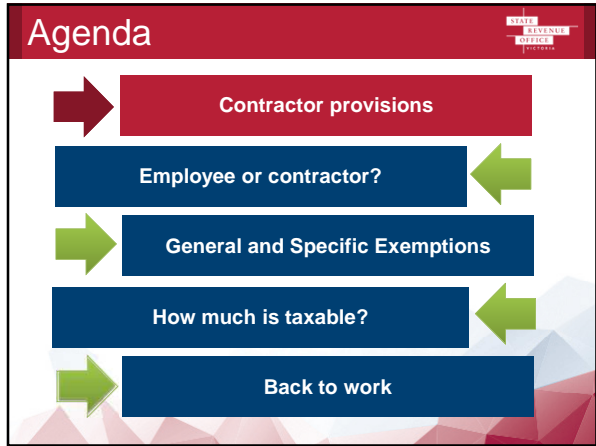 Agenda
STATE
REVENUE
OFFICE
VICTORIA
Contractor provisions
Employee or contractor?
General and Specific Exemptions
How much is taxable?
Back to work